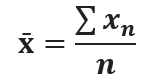 x̄ = ∑ xₙ / n